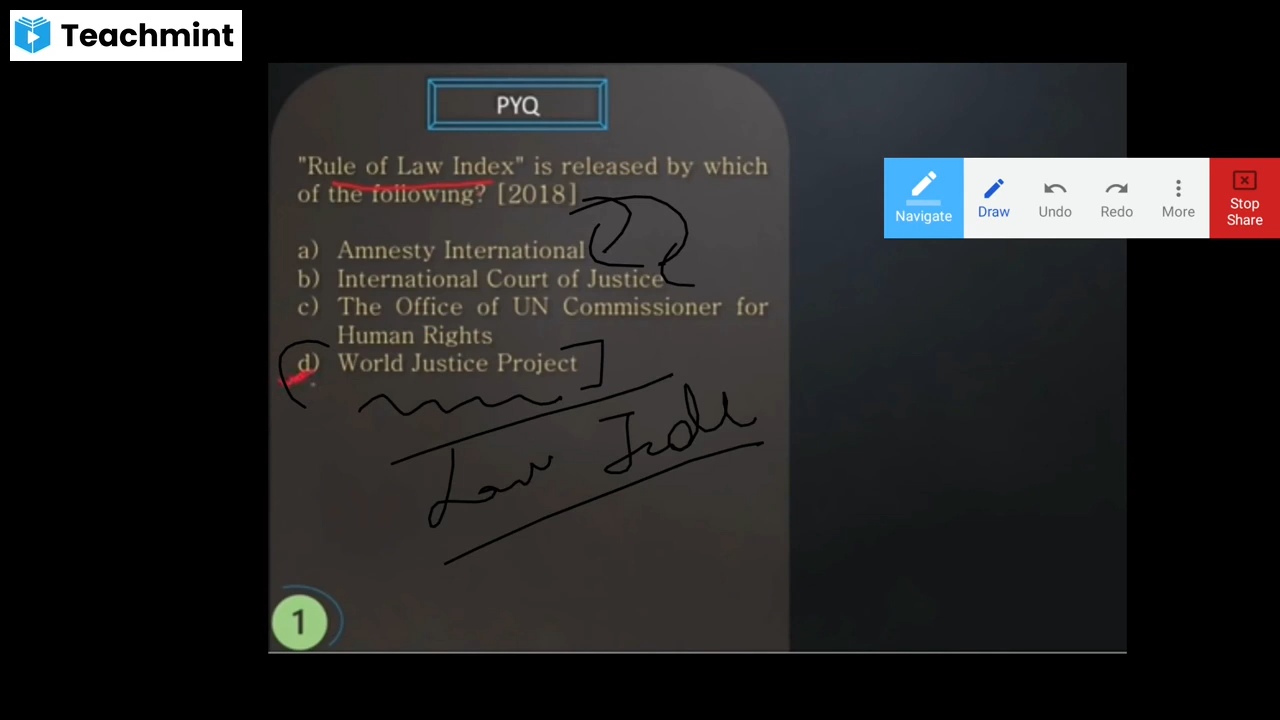 Teachmint
PYQ
"Rule of Law Index" is released by which
of the following? [2018]
a) Amnesty International
b) International Court of Justice
c) The Office of UN Commissioner for
Human Rights
d) World Justice Project
Law
1
Navigate
Draw
Undo
Redo
More
Stop
Share